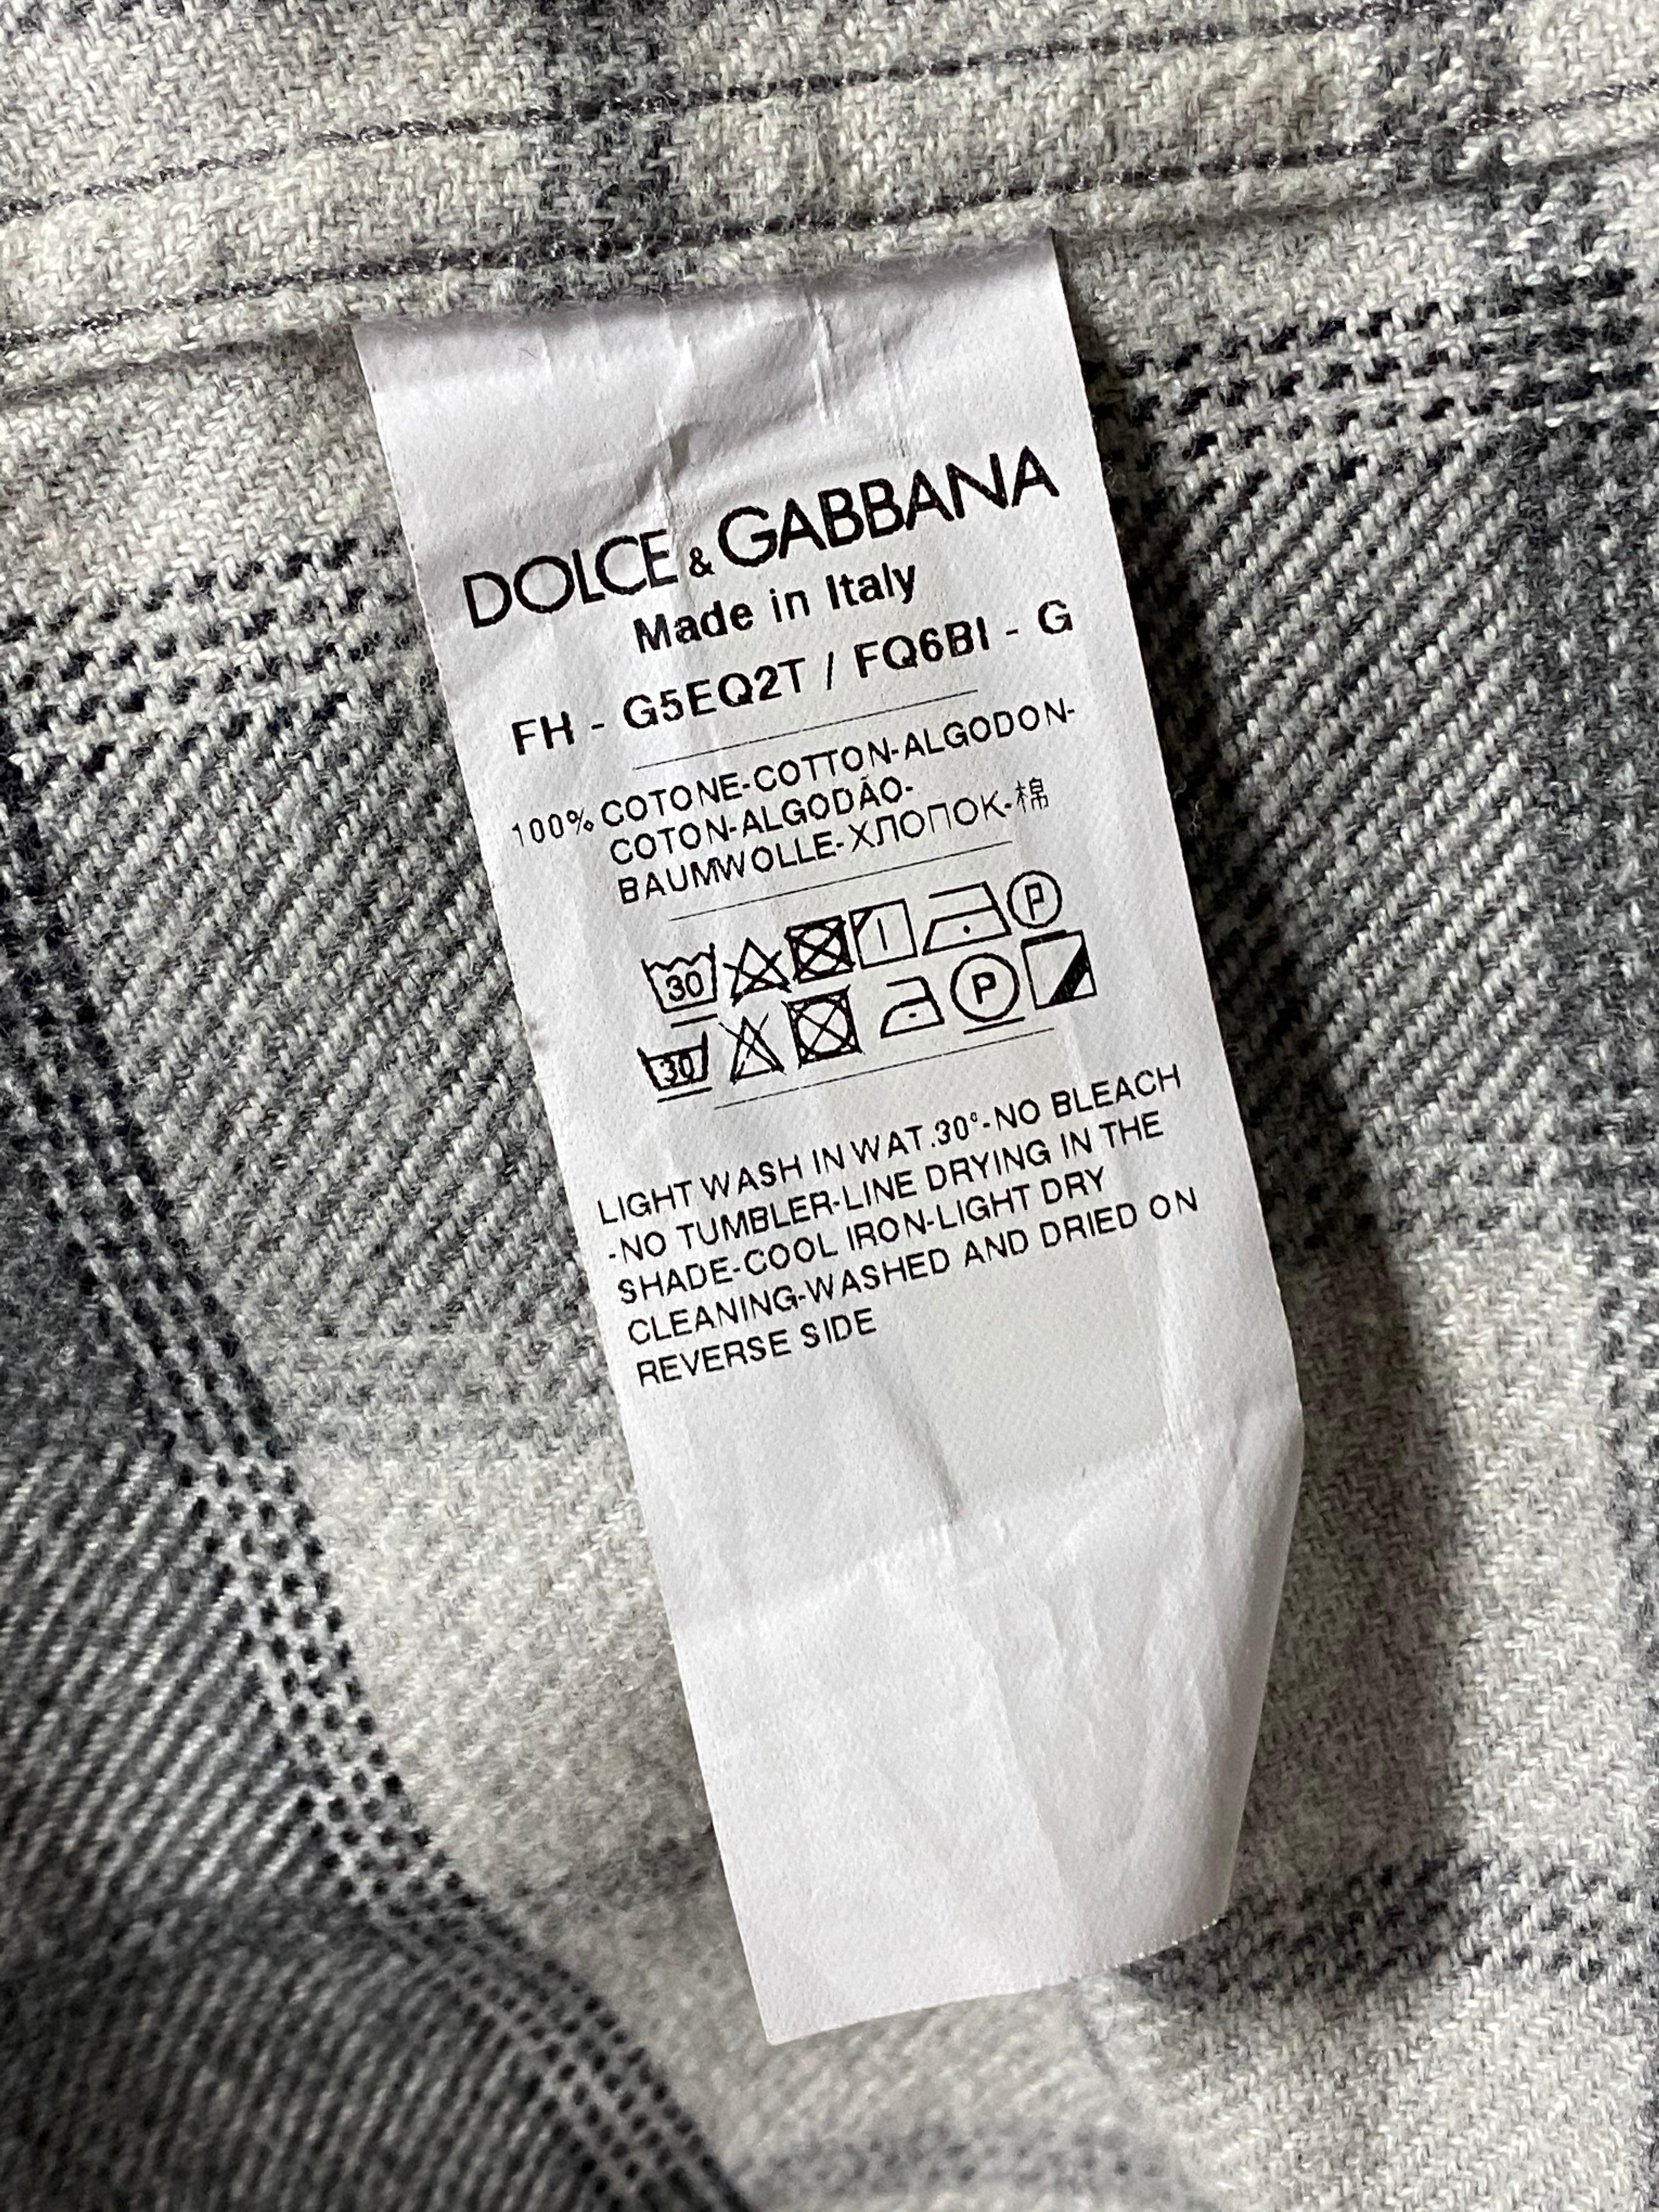 DOLCE & GABBANA
Made in Italy
FH - G5EQ2T / FQ6BI - G
100% COTONE-COTTON-ALGODON-
COTON-ALGODÃO-
BAUMWOLLE-ХЛОПОК-棉
30 P
30 P
LIGHT WASH IN WAT.30°-NO BLEACH
-NO TUMBLER-LINE DRYING IN THE
SHADE-COOL IRON-LIGHT DRY
CLEANING-WASHED AND DRIED ON
REVERSE SIDE